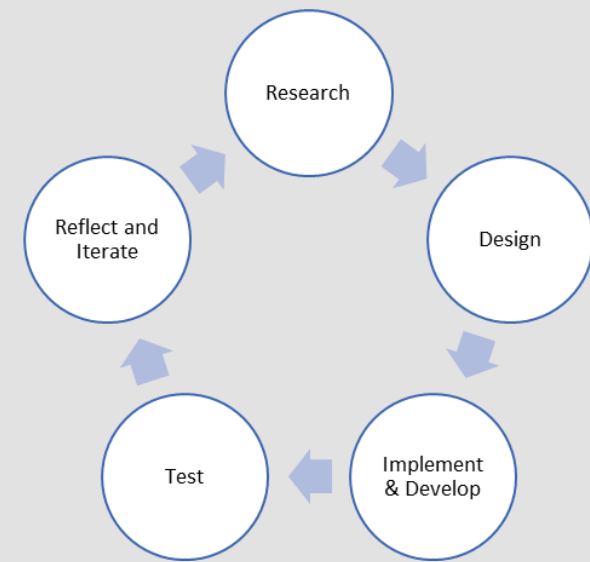 Research
Design
Implement
& Develop
Test
Reflect and
Iterate